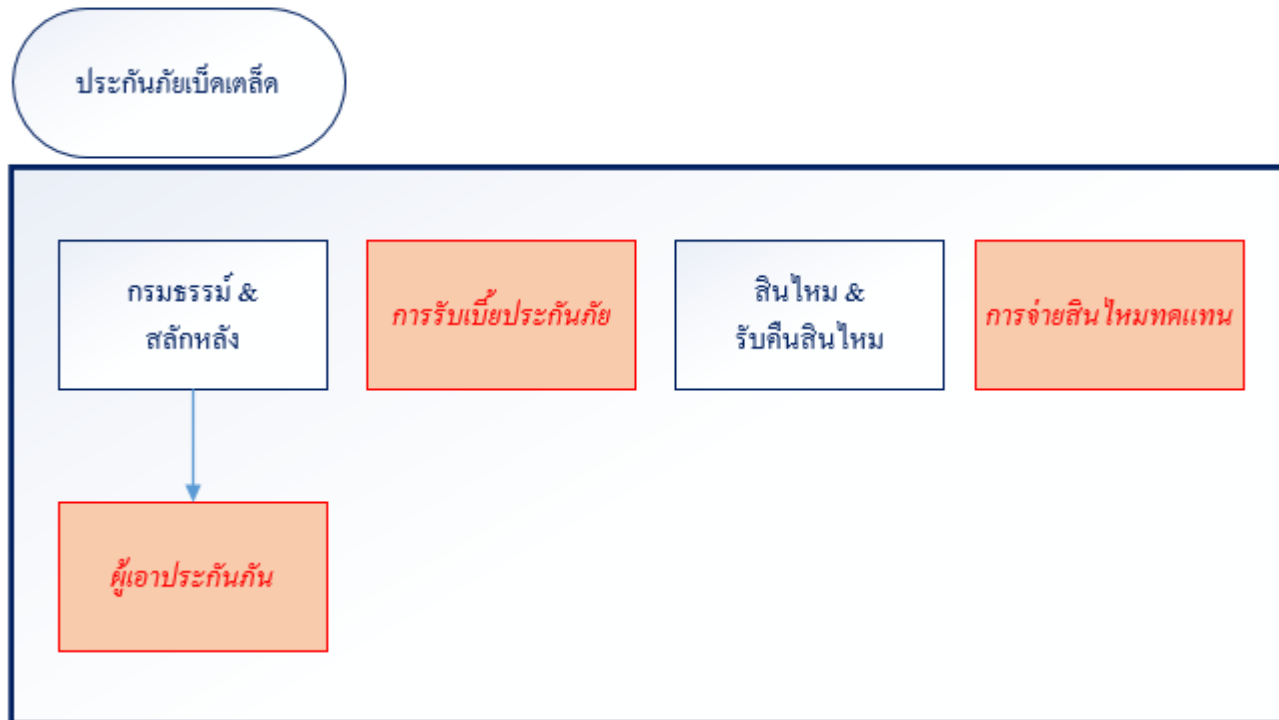 ประกันภัยเบ็ดเตล็ด
กรมธรรม์ &
สลักหลัง
การรับเบี้ยประกันภัย
สินไหม &
รับคืนสินไหม
การจ่ายสินไหมทดแทน
ผู้เอาประกันกัน